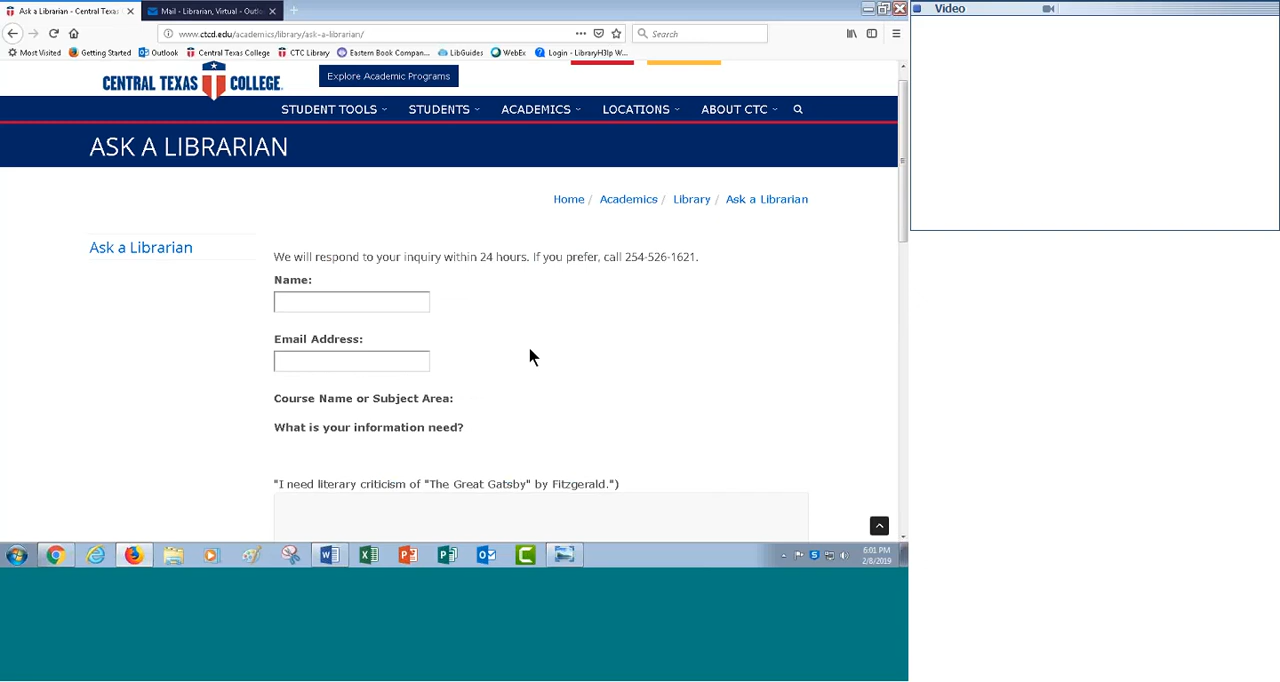 Ask a Librarian - Central Texas
Mail - Librarian, Virtual - Outl
www.ctcd.edu/academics/library/ask-a-librarian/
Search
Most Visited
Getting Started
Outlook
Central Texas College
CTC Library
Eastern Book Compan...
LibGuides
WebEx
Login - LibraryH3lp W...
Video
CENTRAL TEXAS COLLEGE
Explore Academic Programs
STUDENT TOOLS
STUDENTS
ACADEMICS
LOCATIONS
ABOUT CTC
ASK A LIBRARIAN
Home / Academics / Library / Ask a Librarian
Ask a Librarian
We will respond to your inquiry within 24 hours. If you prefer, call 254-526-1621.
Name:
Email Address:
Course Name or Subject Area:
What is your information need?
"I need literary criticism of "The Great Gatsby" by Fitzgerald.")
6:01 PM
2/8/2019